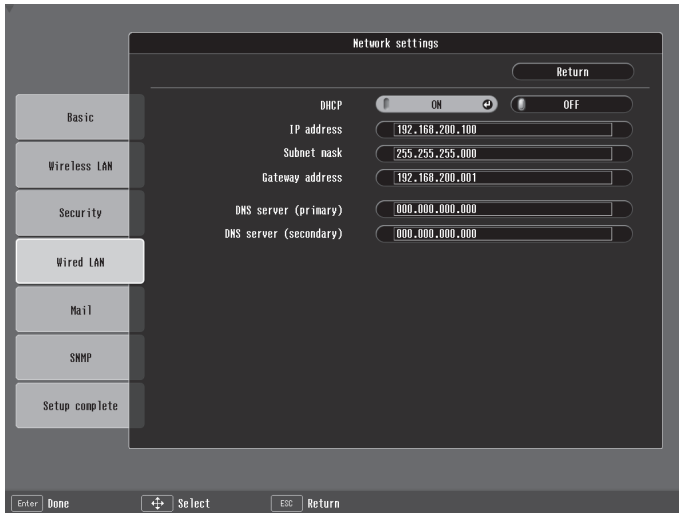 Network settings
Return
DHCP ON OFF
Basic
IP address 192.168.200.100
Subnet mask 255.255.255.000
Wireless LAN
Gateway address 192.168.200.001
Security
DNS server (primary) 000.000.000.000
DNS server (secondary) 000.000.000.000
Wired LAN
Mail
SNMP
Setup complete
Enter Done Select ESC Return